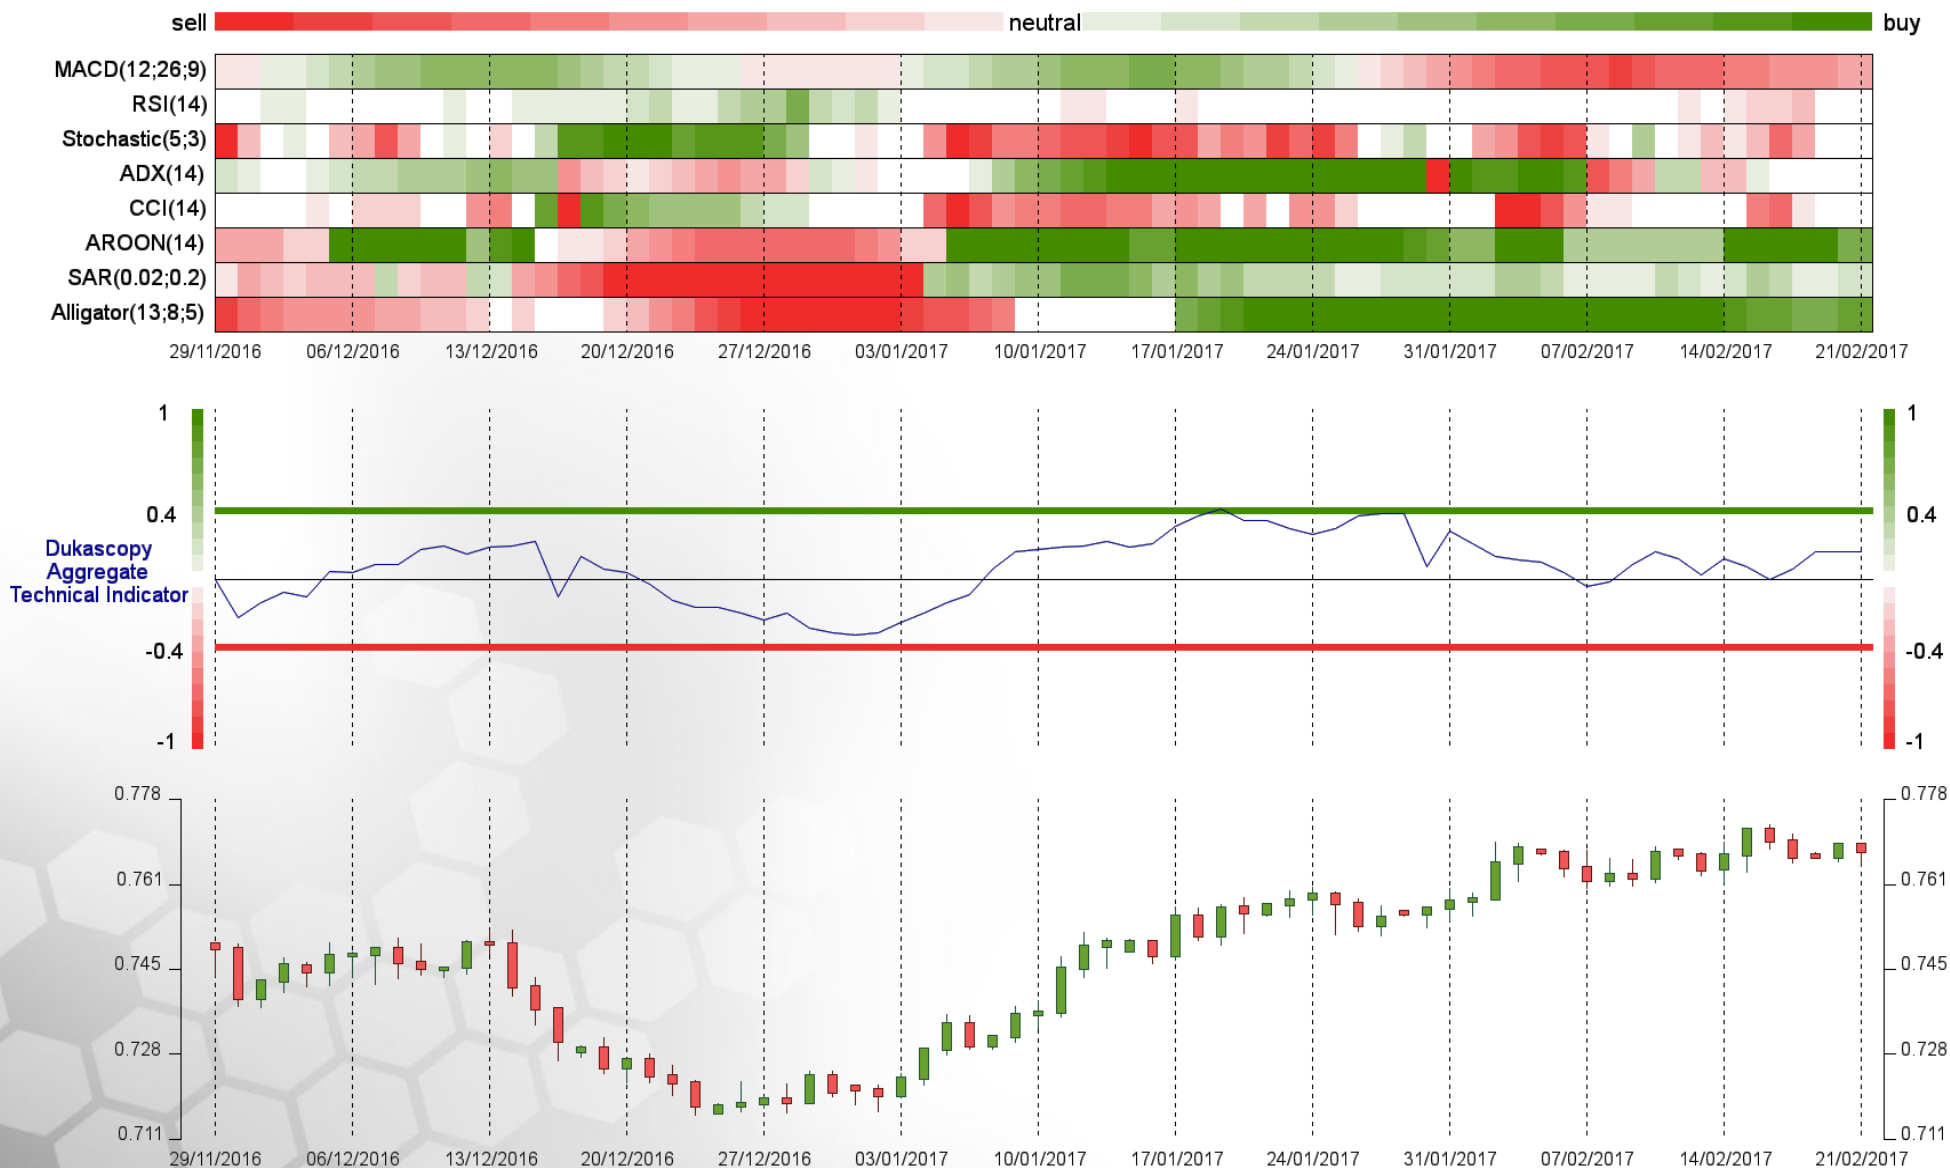 sell neutral buy
MACD(12;26;9)
RSI(14)
Stochastic(5;3)
ADX(14)
CCI(14)
AROON(14)
SAR(0.02;0.2)
Alligator(13;8;5)
29/11/2016 06/12/2016 13/12/2016 20/12/2016 27/12/2016 03/01/2017 10/01/2017 17/01/2017 24/01/2017 31/01/2017 07/02/2017 14/02/2017 21/02/2017
1 1
0.4 0.4
Dukascopy
Aggregate
Technical Indicator
-0.4 -0.4
-1 -1
0.778 0.778
0.761 0.761
0.745 0.745
0.728 0.728
0.711 0.711
29/11/2016 06/12/2016 13/12/2016 20/12/2016 27/12/2016 03/01/2017 10/01/2017 17/01/2017 24/01/2017 31/01/2017 07/02/2017 14/02/2017 21/02/2017